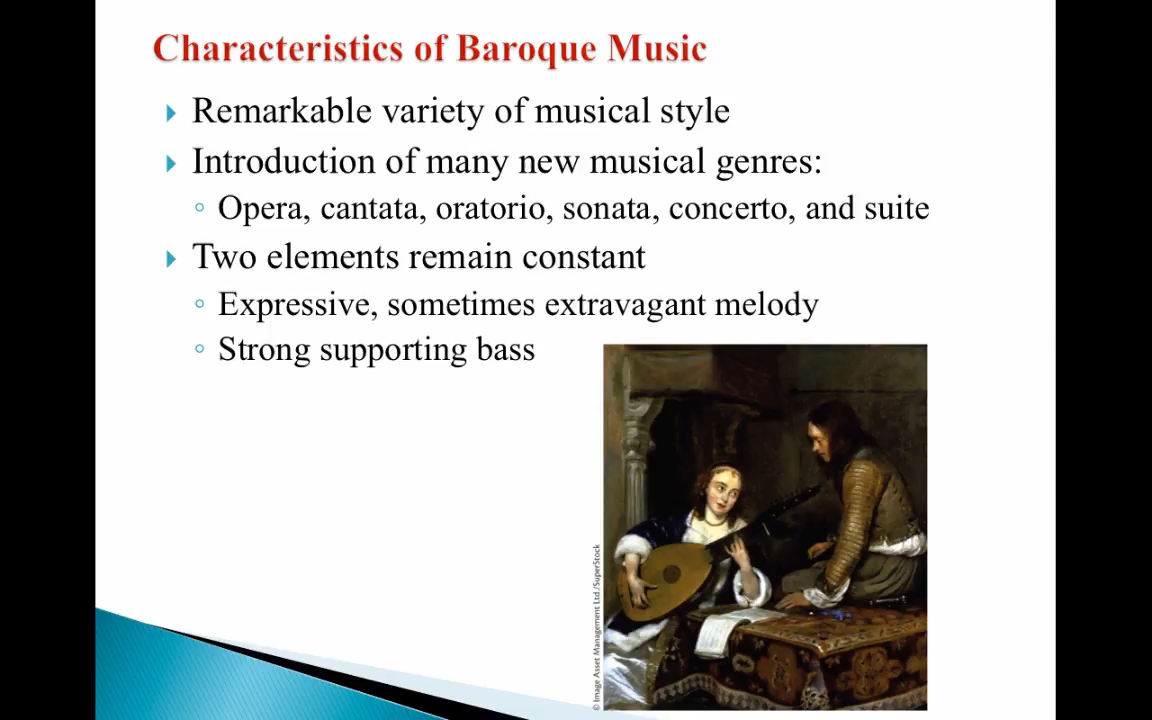 Characteristics of Baroque Music
Remarkable variety of musical style
Introduction of many new musical genres:
Opera, cantata, oratorio, sonata, concerto, and suite
Two elements remain constant
Expressive, sometimes extravagant melody
Strong supporting bass
© Image Asset Management Ltd./SuperStock